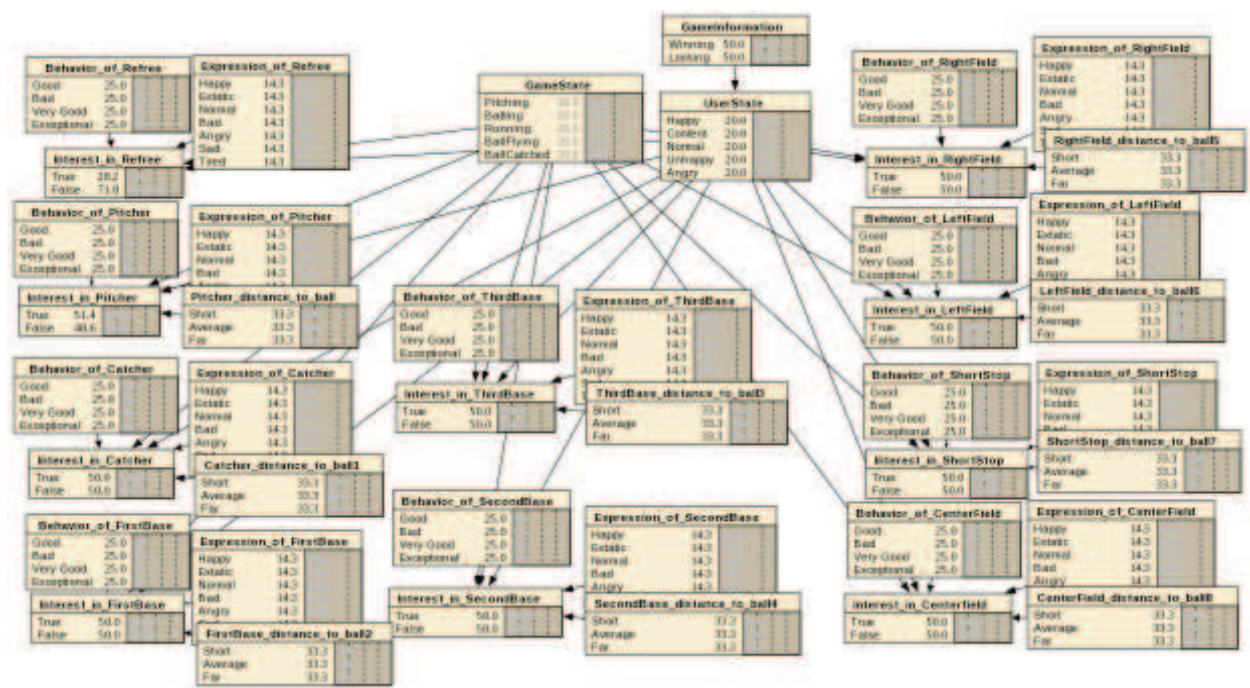 GameInformation
Winning 50.0
Behavior_of_Refree
Good 25.0
Bad 25.0
Very Good 25.0
Exceptional 25.0
Expression_of_Refree
Happy 14.3
Extatic 14.3
Normal 14.3
Bad 14.3
Angry 14.3
Sad 14.3
Tired 14.3
Interest_in_Refree
True 28.2
False 71.8
GameState
Pitching
Batting
Running
BallFlying
BallCatched
UserState
Happy 20.0
Content 20.0
Normal 20.0
Unhappy 20.0
Angry 20.0
Behavior_of_RightField
Good 25.0
Bad 25.0
Very Good 25.0
Exceptional 25.0
Expression_of_RightField
Happy 14.3
Extatic 14.3
Normal 14.3
Bad 14.3
Angry 14.3
RightField_distance_to_ball5
Short 33.3
Average 33.3
Far 33.3
Interest_in_RightField
True 50.0
False 50.0
Behavior_of_Pitcher
Good 25.0
Bad 25.0
Very Good 25.0
Exceptional 25.0
Expression_of_Pitcher
Happy 14.3
Extatic 14.3
Normal 14.3
Bad 14.3
Interest_in_Pitcher
True 51.4
False 48.6
Pitcher_distance_to_ball
Short 33.3
Average 33.3
Far 33.3
Behavior_of_LeftField
Good 25.0
Bad 25.0
Very Good 25.0
Exceptional 25.0
Expression_of_LeftField
Happy 14.3
Extatic 14.3
Normal 14.3
Bad 14.3
Angry 14.3
LeftField_distance_to_ball6
Short 33.3
Average 33.3
Far 33.3
Interest_in_LeftField
True 50.0
False 50.0
Behavior_of_ThirdBase
Good 25.0
Bad 25.0
Very Good 25.0
Exceptional 25.0
Expression_of_ThirdBase
Happy 14.3
Extatic 14.3
Normal 14.3
Bad 14.3
Angry 14.3
Interest_in_ThirdBase
True 50.0
False 50.0
ThirdBase_distance_to_ball3
Short 33.3
Average 33.3
Far 33.3
Behavior_of_Catcher
Good 25.0
Bad 25.0
Very Good 25.0
Exceptional 25.0
Expression_of_Catcher
Happy 14.3
Extatic 14.3
Normal 14.3
Bad 14.3
Angry 14.3
Interest_in_Catcher
True 50.0
False 50.0
Catcher_distance_to_ball1
Short 33.3
Average 33.3
Far 33.3
Behavior_of_ShortStop
Good 25.0
Bad 25.0
Very Good 25.0
Exceptional 25.0
Expression_of_ShortStop
Happy 14.3
Extatic 14.3
Normal 14.3
Bad 14.3
ShortStop_distance_to_ball7
Short 33.3
Average 33.3
Far 33.3
Interest_in_ShortStop
True 50.0
False 50.0
Behavior_of_FirstBase
Good 25.0
Bad 25.0
Very Good 25.0
Exceptional 25.0
Expression_of_FirstBase
Happy 14.3
Extatic 14.3
Normal 14.3
Bad 14.3
Angry 14.3
Interest_in_FirstBase
True 50.0
False 50.0
FirstBase_distance_to_ball2
Short 33.3
Average 33.3
Far 33.3
Behavior_of_SecondBase
Good 25.0
Bad 25.0
Very Good 25.0
Exceptional 25.0
Expression_of_SecondBase
Happy 14.3
Extatic 14.3
Normal 14.3
Bad 14.3
Angry 14.3
Interest_in_SecondBase
True 50.0
False 50.0
SecondBase_distance_to_ball4
Short 33.3
Average 33.3
Far 33.3
Behavior_of_CenterField
Good 25.0
Bad 25.0
Very Good 25.0
Exceptional 25.0
Expression_of_CenterField
Happy 14.3
Extatic 14.3
Normal 14.3
Bad 14.3
Angry 14.3
Interest_in_Centerfield
True 50.0
False 50.0
CenterField_distance_to_ball8
Short 33.3
Average 33.3
Far 33.3